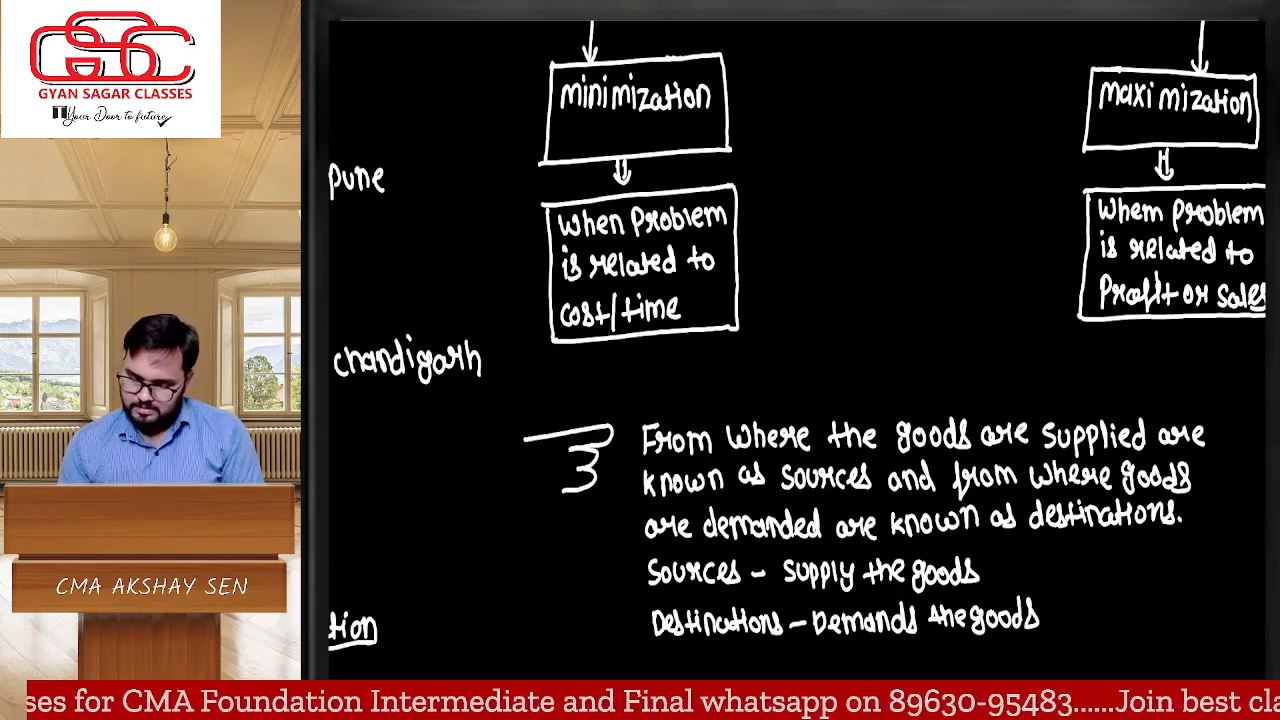 GSC
GYAN SAGAR CLASSES
Your Door to future
minimization
maximization
pune
When problem
is related to
cost/time
Whem problem
is related to
Profit or sales
chandigarh
From where the goods are supplied are
known as sources and from where goods
are demanded are known as destinations.
Sources - supply the goods
Destinations - Demands the goods
tion
CMA AKSHAY SEN
ses for CMA Foundation Intermediate and Final whatsapp on 89630-95483......Join best cla